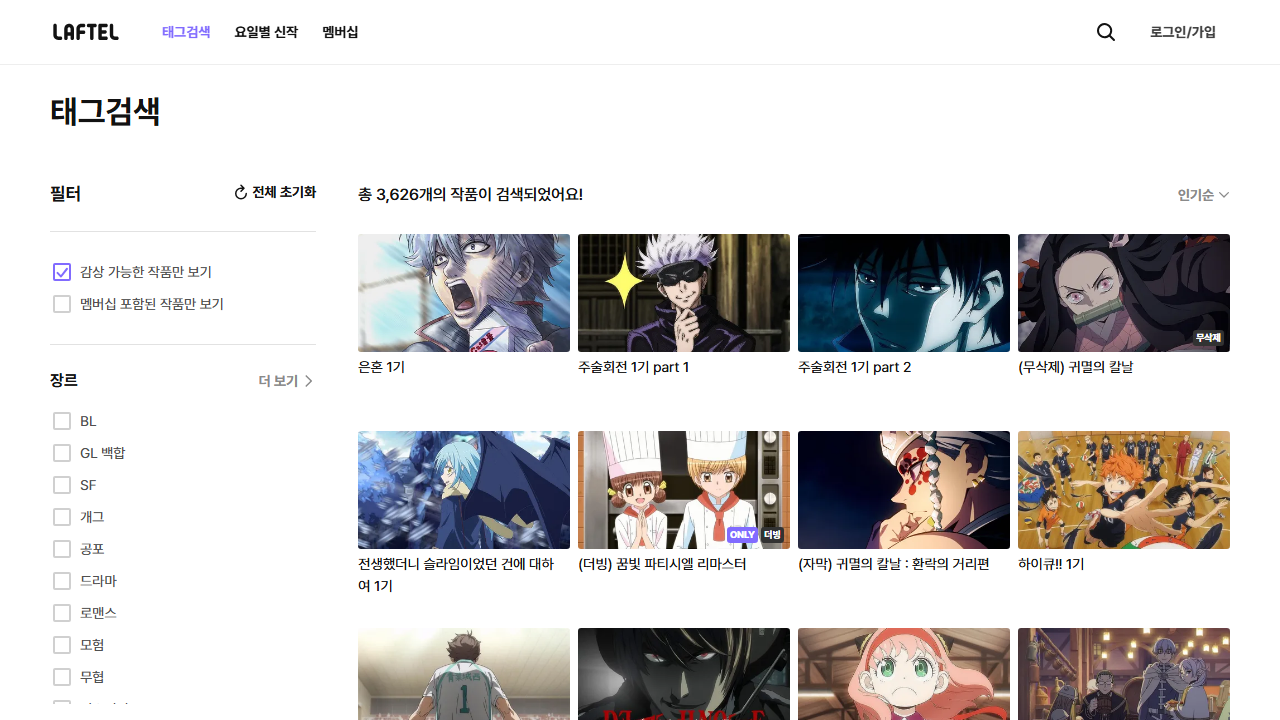 LAFTEL 태그검색 요일별 신작 멤버십 로그인/가입
태그검색
필터 전체 초기화
총 3,626개의 작품이 검색되었어요! 인기순
감상 가능한 작품만 보기
멤버십 포함된 작품만 보기
무삭제
은혼 1기
주술회전 1기 part 1
주술회전 1기 part 2
(무삭제) 귀멸의 칼날
장르 더 보기
BL
GL 백합
SF
개그
공포
드라마
로맨스
모험
무협
ONLY 더빙
전생했더니 슬라임이었던 건에 대하
여 1기
(더빙) 꿈빛 파티시엘 리마스터
(자막) 귀멸의 칼날 : 환락의 거리편
하이큐!! 1기
1